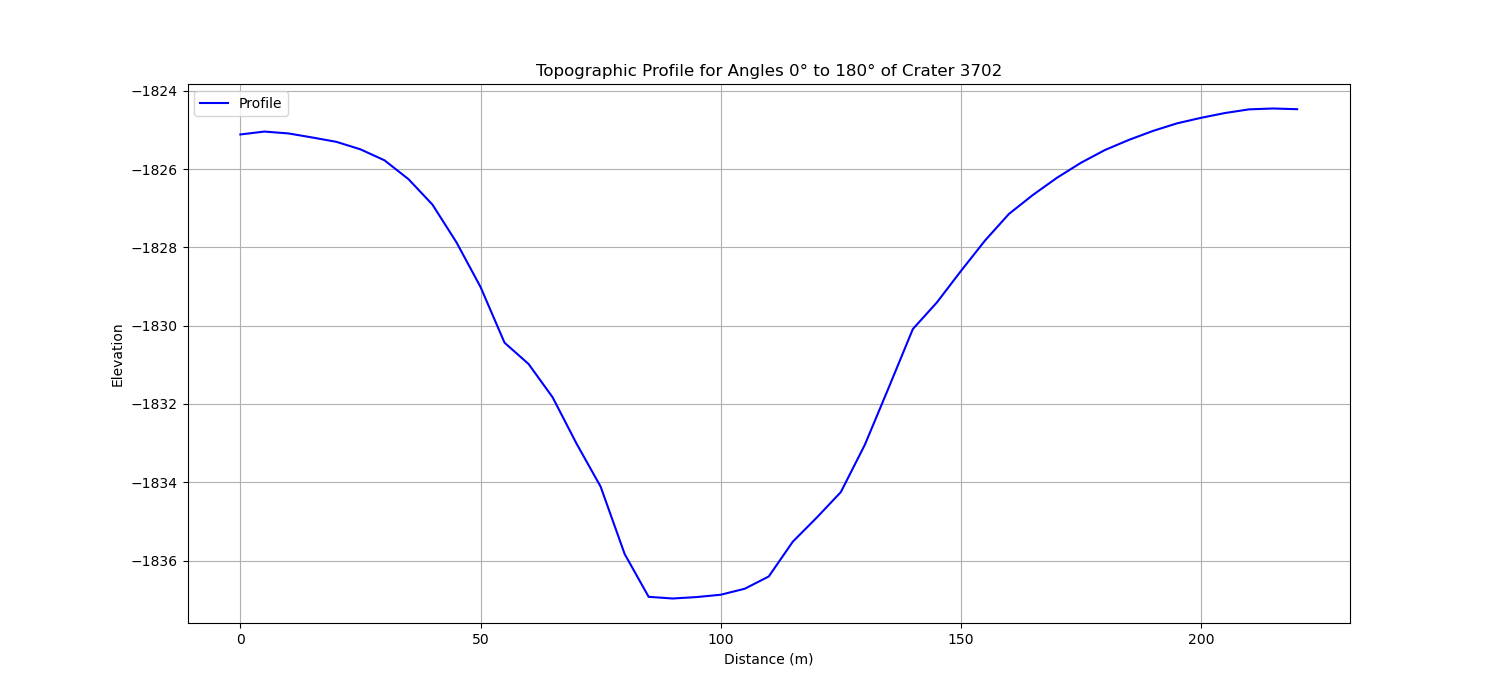 Topographic Profile for Angles 0° to 180° of Crater 3702
Profile
−1824
−1826
−1828
−1830
−1832
−1834
−1836
Elevation
0 50 100 150 200
Distance (m)